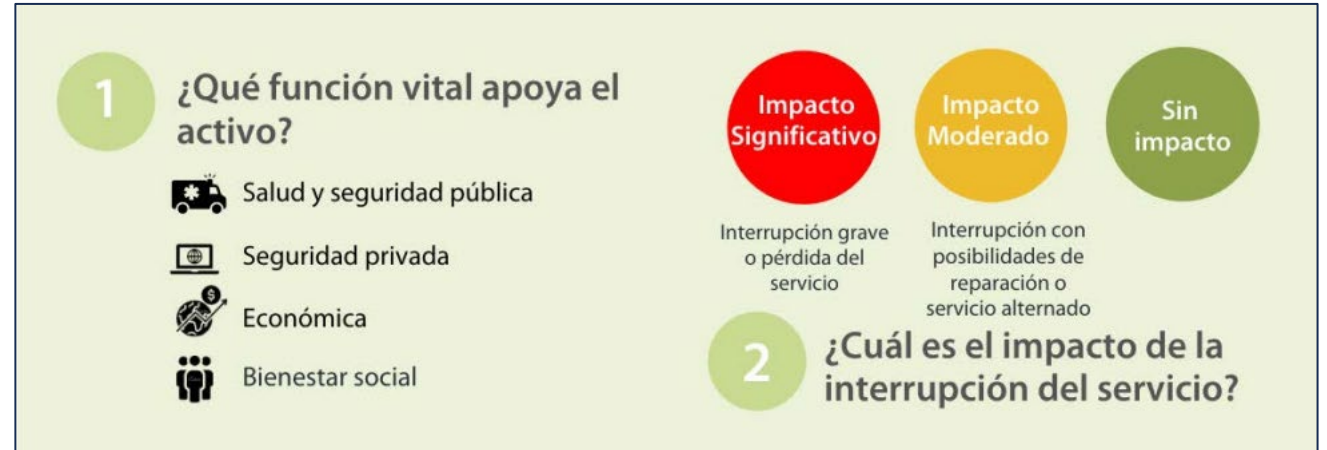 1
¿Qué función vital apoya el
activo?
Salud y seguridad pública
Seguridad privada
Económica
Bienestar social
Impacto
Significativo
Interrupción grave
o pérdida del
servicio
Impacto
Moderado
Interrupción con
posibilidades de
reparación o
servicio alternado
Sin
impacto
2
¿Cuál es el impacto de la
interrupción del servicio?